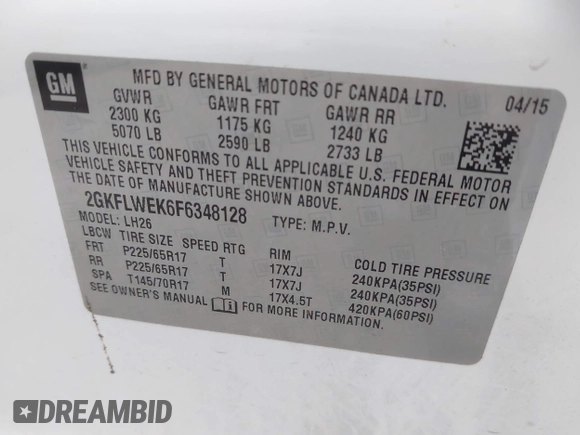 GM
MFD BY GENERAL MOTORS OF CANADA LTD. 04/15
GVWR GAWR FRT GAWR RR
2300 KG 1175 KG 1240 KG
5070 LB 2590 LB 2733 LB
THIS VEHICLE CONFORMS TO ALL APPLICABLE U.S. FEDERAL MOTOR
VEHICLE SAFETY AND THEFT PREVENTION STANDARDS IN EFFECT ON
THE DATE OF MANUFACTURE SHOWN ABOVE.
2GKFLWEK6F6348128 TYPE: M.P.V.
MODEL: LH26
LBCW TIRE SIZE SPEED RTG RIM COLD TIRE PRESSURE
FRT P225/65R17 T 17X7J 240KPA(35PSI)
RR P225/65R17 T 17X7J 240KPA(35PSI)
SPA T145/70R17 M 17X4.5T 420KPA(60PSI)
SEE OWNER'S MANUAL FOR MORE INFORMATION.
DREAMBID